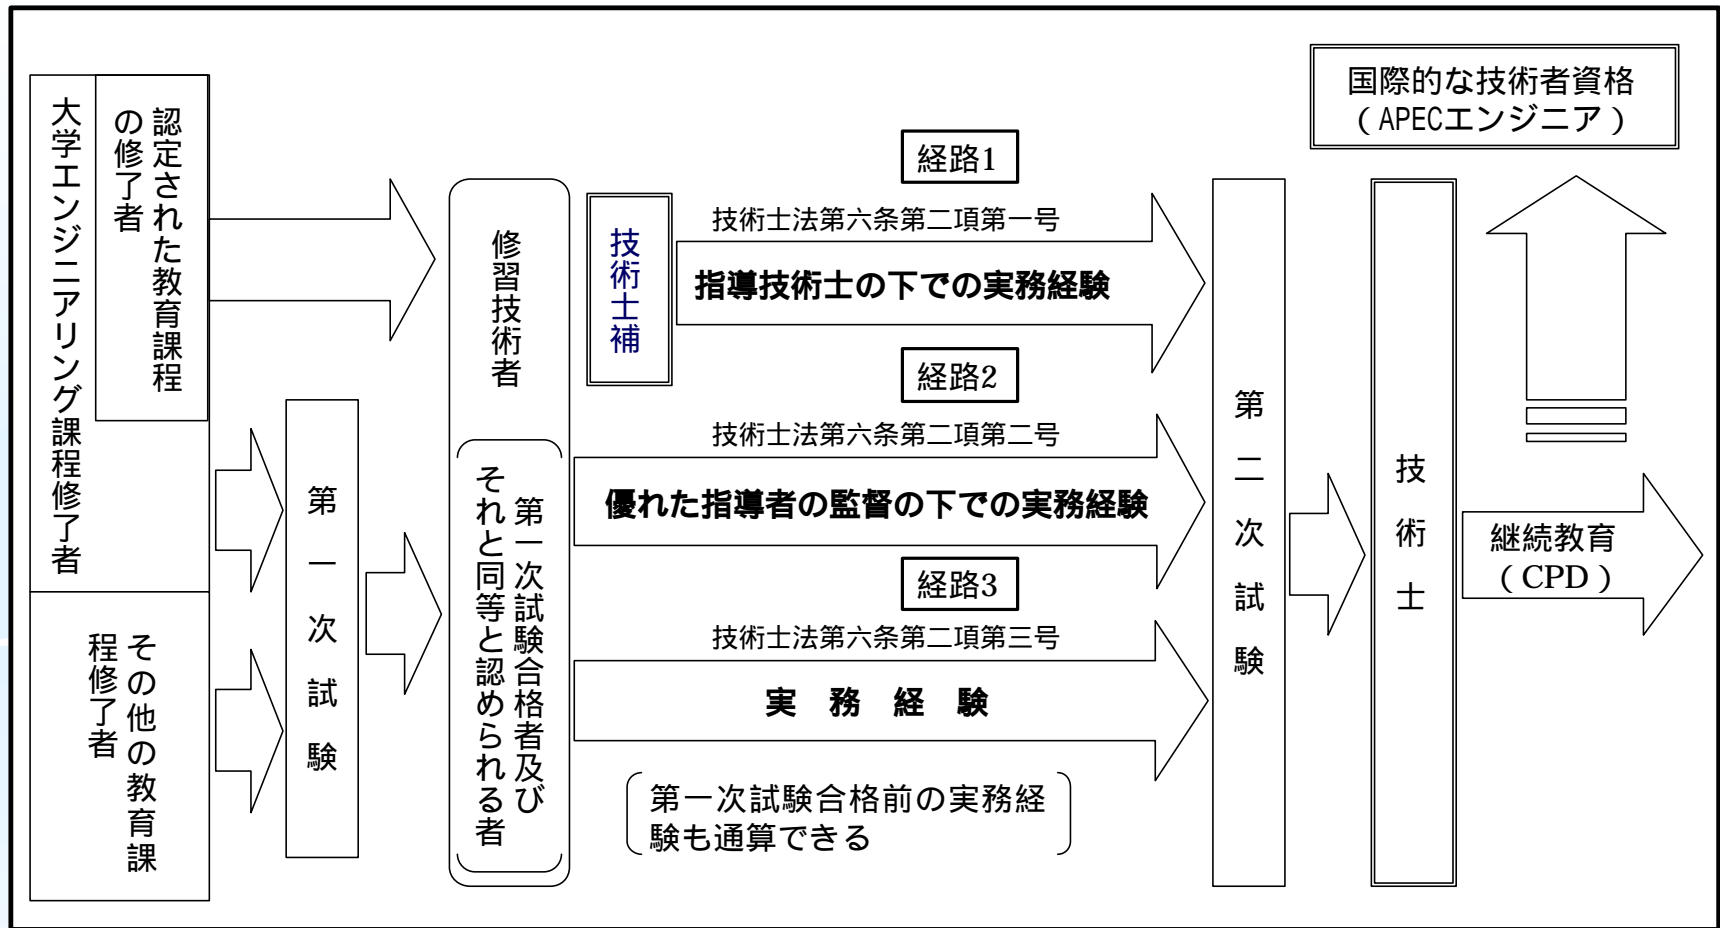 大学エンジニアリング課程修了者
認定された教育課程
の修了者
その他の教育課
程修了者
第一次試験
修習技術者
第一次試験合格者及び
それと同等と認められる者
技術士補
経路1
技術士法第六条第二項第一号
指導技術士の下での実務経験
経路2
技術士法第六条第二項第二号
優れた指導者の監督の下での実務経験
経路3
技術士法第六条第二項第三号
実 務 経 験
第一次試験合格前の実務経
験も通算できる
第二次試験
技術士
国際的な技術者資格
（APECエンジニア）
継続教育
（CPD）